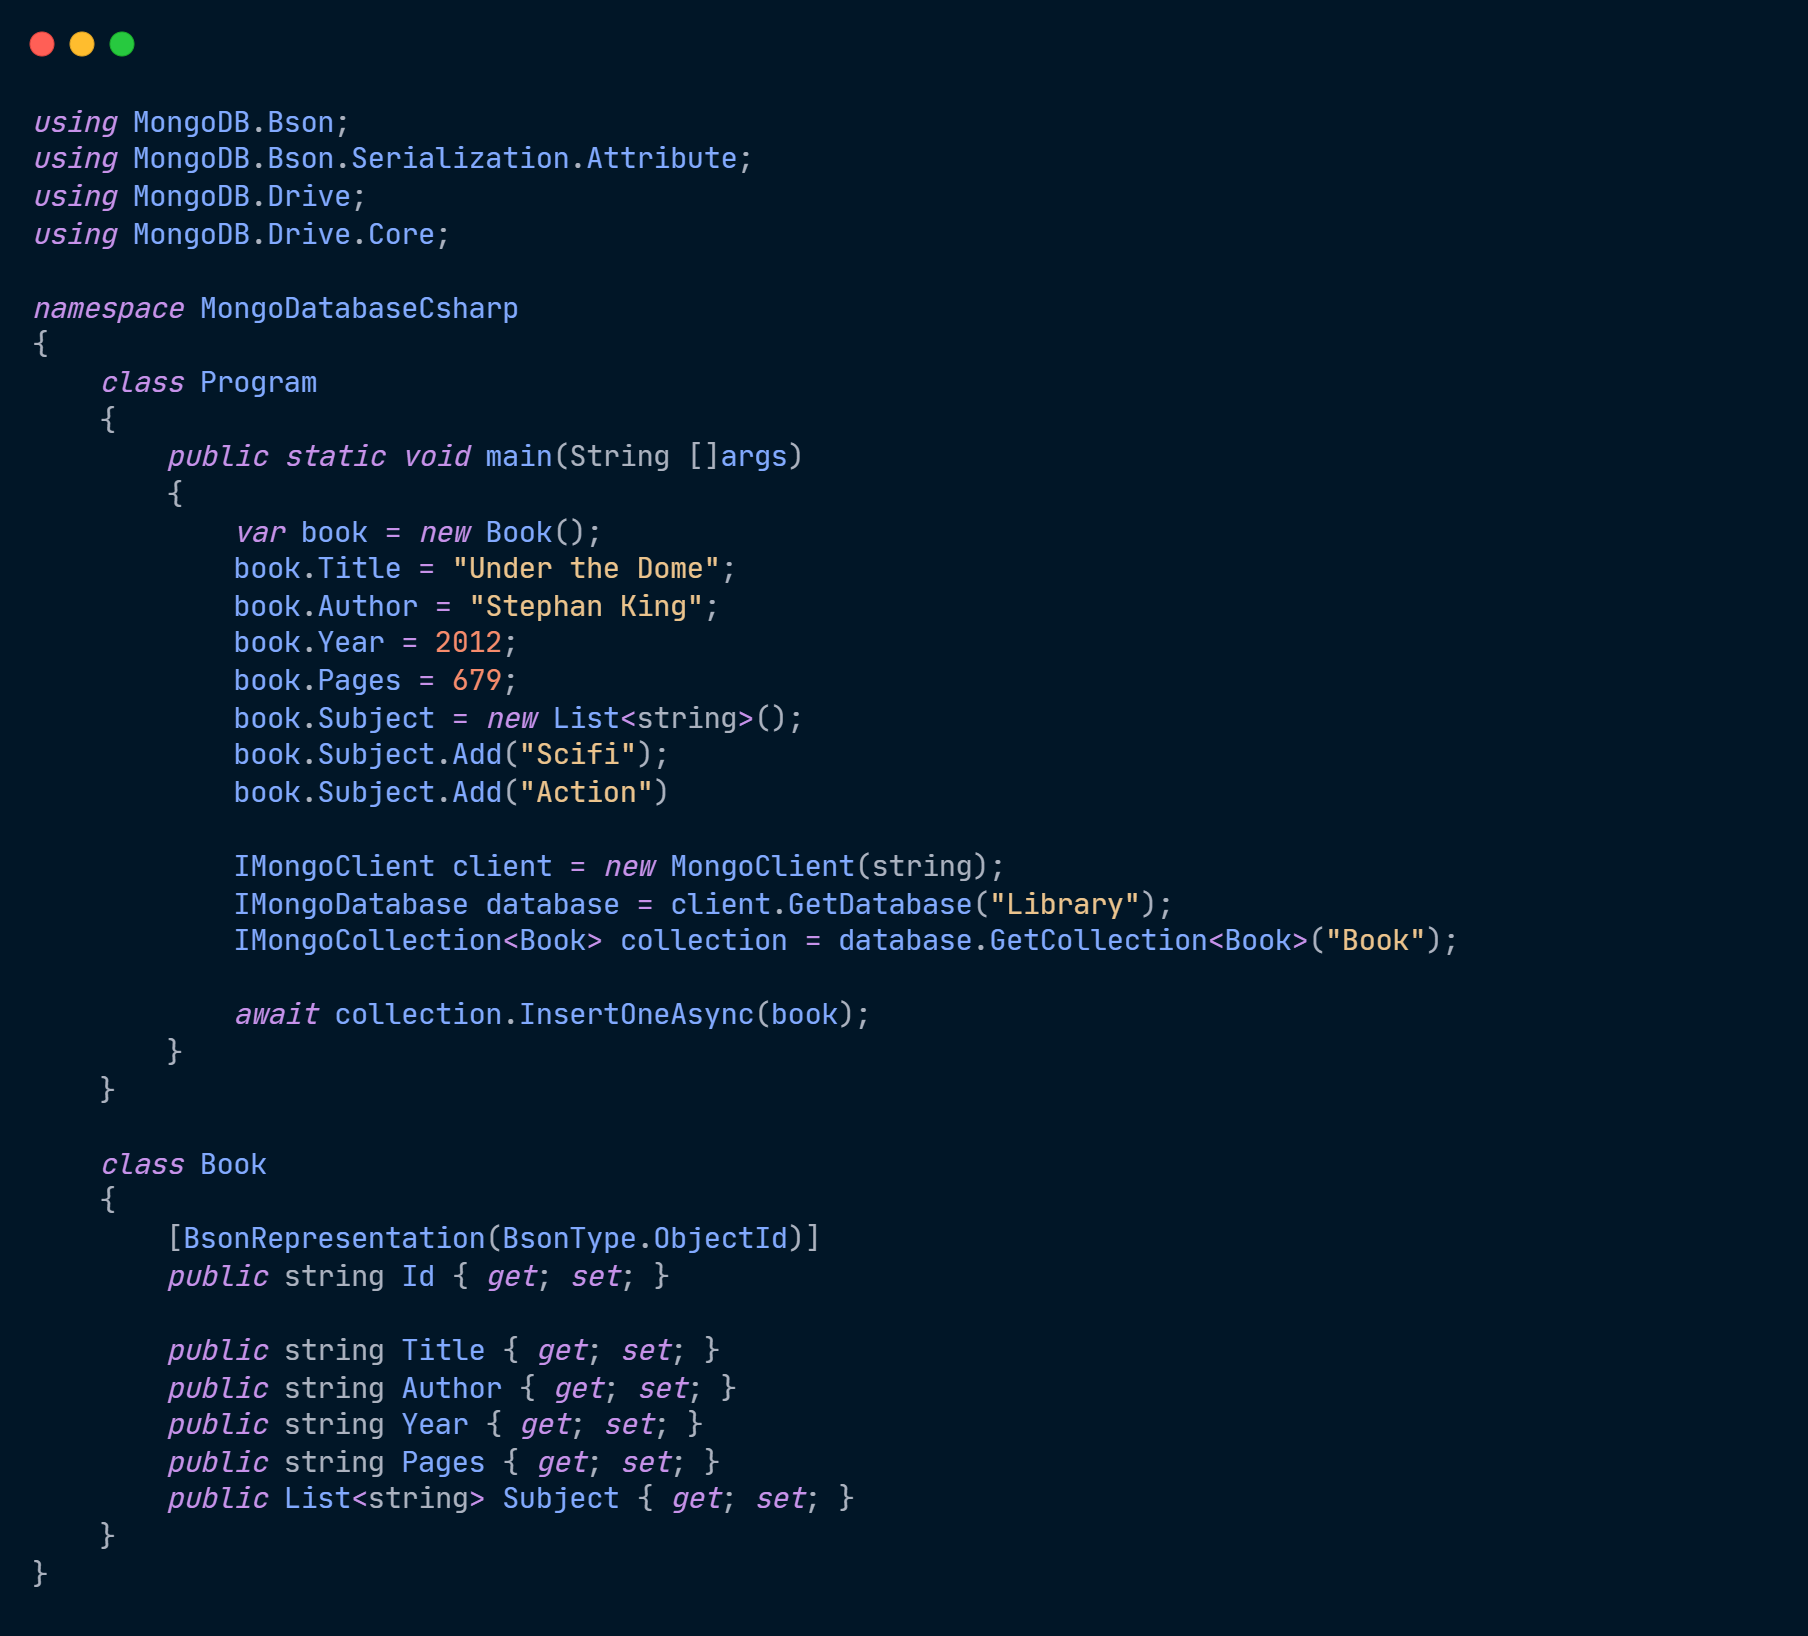 using MongoDB.Bson;
using MongoDB.Bson.Serialization.Attribute;
using MongoDB.Drive;
using MongoDB.Drive.Core;

namespace MongoDatabaseCsharp
{
    class Program
    {
        public static void main(String []args)
        {
            var book = new Book();
            book.Title = "Under the Dome";
            book.Author = "Stephan King";
            book.Year = 2012;
            book.Pages = 679;
            book.Subject = new List<string>();
            book.Subject.Add("Scifi");
            book.Subject.Add("Action")

            IMongoClient client = new MongoClient(string);
            IMongoDatabase database = client.GetDatabase("Library");
            IMongoCollection<Book> collection = database.GetCollection<Book>("Book");

            await collection.InsertOneAsync(book);
        }
    }

    class Book
    {
        [BsonRepresentation(BsonType.ObjectId)]
        public string Id { get; set; }

        public string Title { get; set; }
        public string Author { get; set; }
        public string Year { get; set; }
        public string Pages { get; set; }
        public List<string> Subject { get; set; }
    }
}